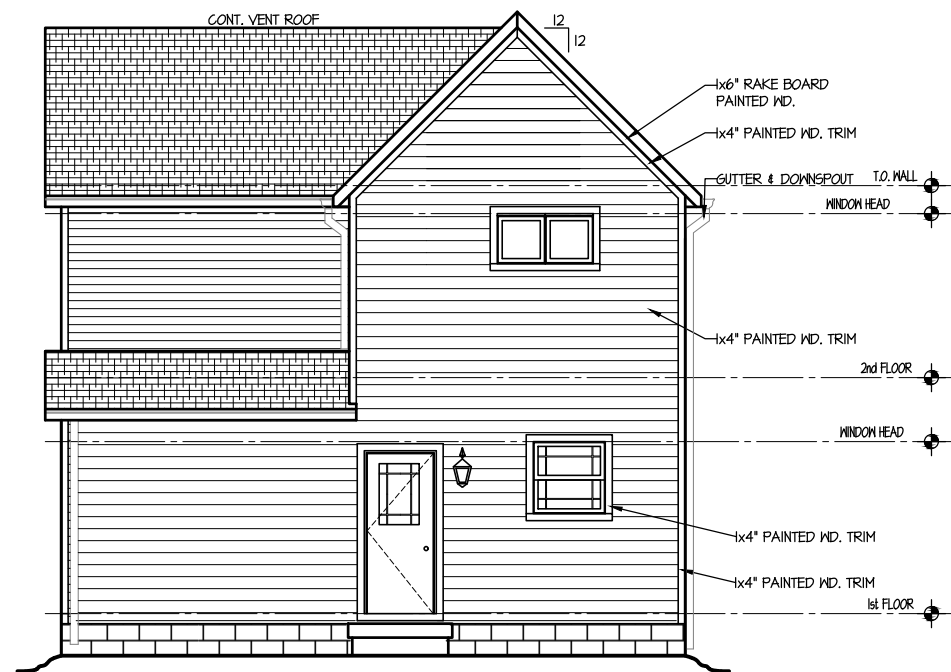 CONT. VENT ROOF
12
12
1x6" RAKE BOARD
PAINTED WD.
1x4" PAINTED WD. TRIM
GUTTER & DOWNSPOUT
T.O. WALL
WINDOW HEAD
1x4" PAINTED WD. TRIM
2nd FLOOR
WINDOW HEAD
1x4" PAINTED WD. TRIM
1x4" PAINTED WD. TRIM
1st FLOOR